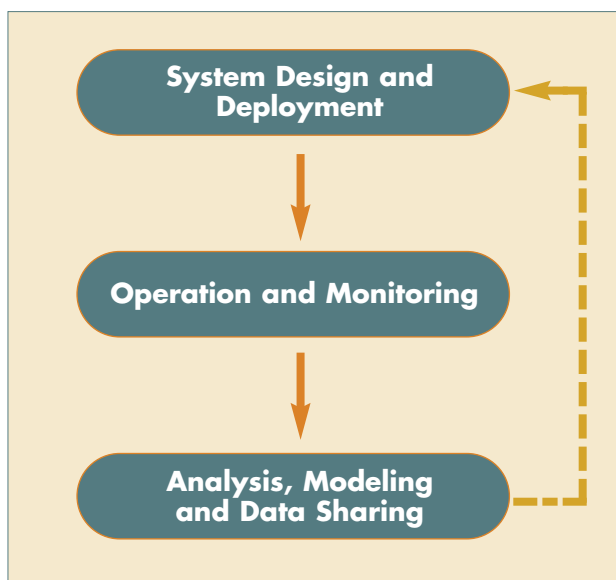 System Design and
Deployment
Operation and Monitoring
Analysis, Modeling
and Data Sharing